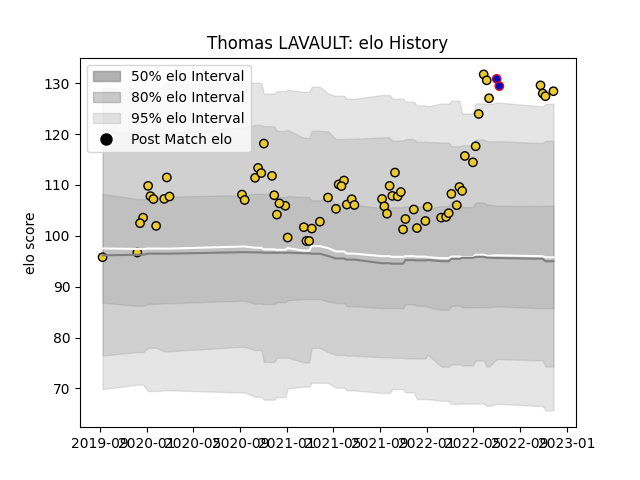 Thomas LAVAULT: elo History
50% elo Interval
80% elo Interval
95% elo Interval
Post Match elo
elo score
130
120
110
100
90
80
70
2019-09 2020-01 2020-05 2020-09 2021-01 2021-05 2021-09 2022-01 2022-05 2022-09 2023-01